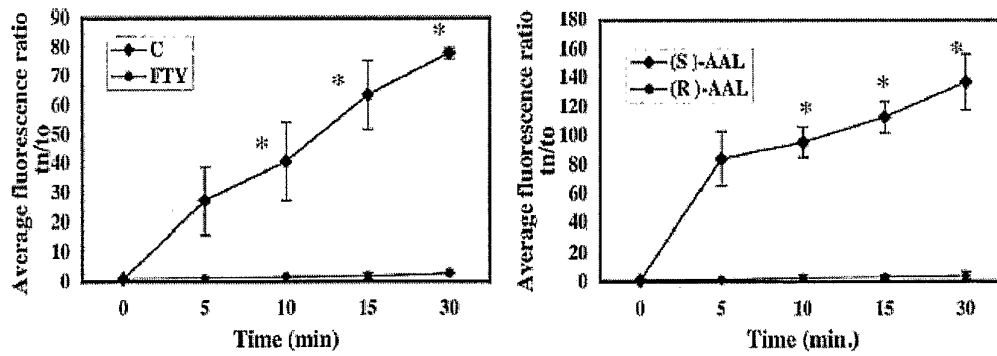 Average fluorescence ratio
tn/to
90
80
70
60
50
40
30
20
10
0
C
FTY
*
*
*
0 5 10 15 30
Time (min)
Average fluorescence ratio
tn/to
180
160
140
120
100
80
60
40
20
0
(S)-AAL
(R)-AAL
*
*
*
0 5 10 15 30
Time (min.)